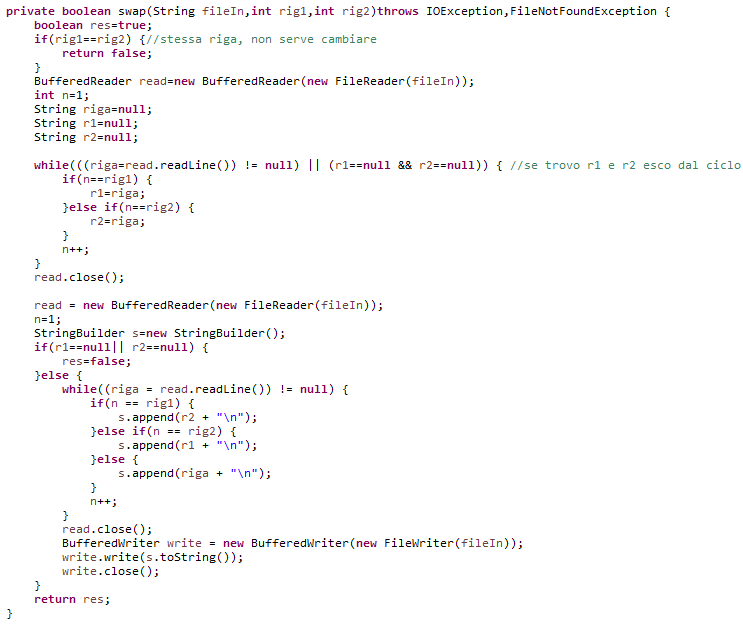 private boolean swap(String fileIn,int rig1,int rig2)throws IOException,FileNotFoundException {
    boolean res=true;
    if(rig1==rig2) {//stessa riga, non serve cambiare
        return false;
    }
    BufferedReader read=new BufferedReader(new FileReader(fileIn));
    int n=1;
    String riga=null;
    String r1=null;
    String r2=null;

    while(((riga=read.readLine()) != null) || (r1==null && r2==null)) { //se trovo r1 e r2 esco dal ciclo
        if(n==rig1) {
            r1=riga;
        }else if(n==rig2) {
            r2=riga;
        }
        n++;
    }
    read.close();

    read = new BufferedReader(new FileReader(fileIn));
    n=1;
    StringBuilder s=new StringBuilder();
    if(r1==null|| r2==null) {
        res=false;
    }else {
        while((riga = read.readLine()) != null) {
            if(n == rig1) {
                s.append(r2 + "\n");
            }else if(n == rig2) {
                s.append(r1 + "\n");
            }else {
                s.append(riga + "\n");
            }
            n++;
        }
        read.close();
        BufferedWriter write = new BufferedWriter(new FileWriter(fileIn));
        write.write(s.toString());
        write.close();
    }
    return res;
}